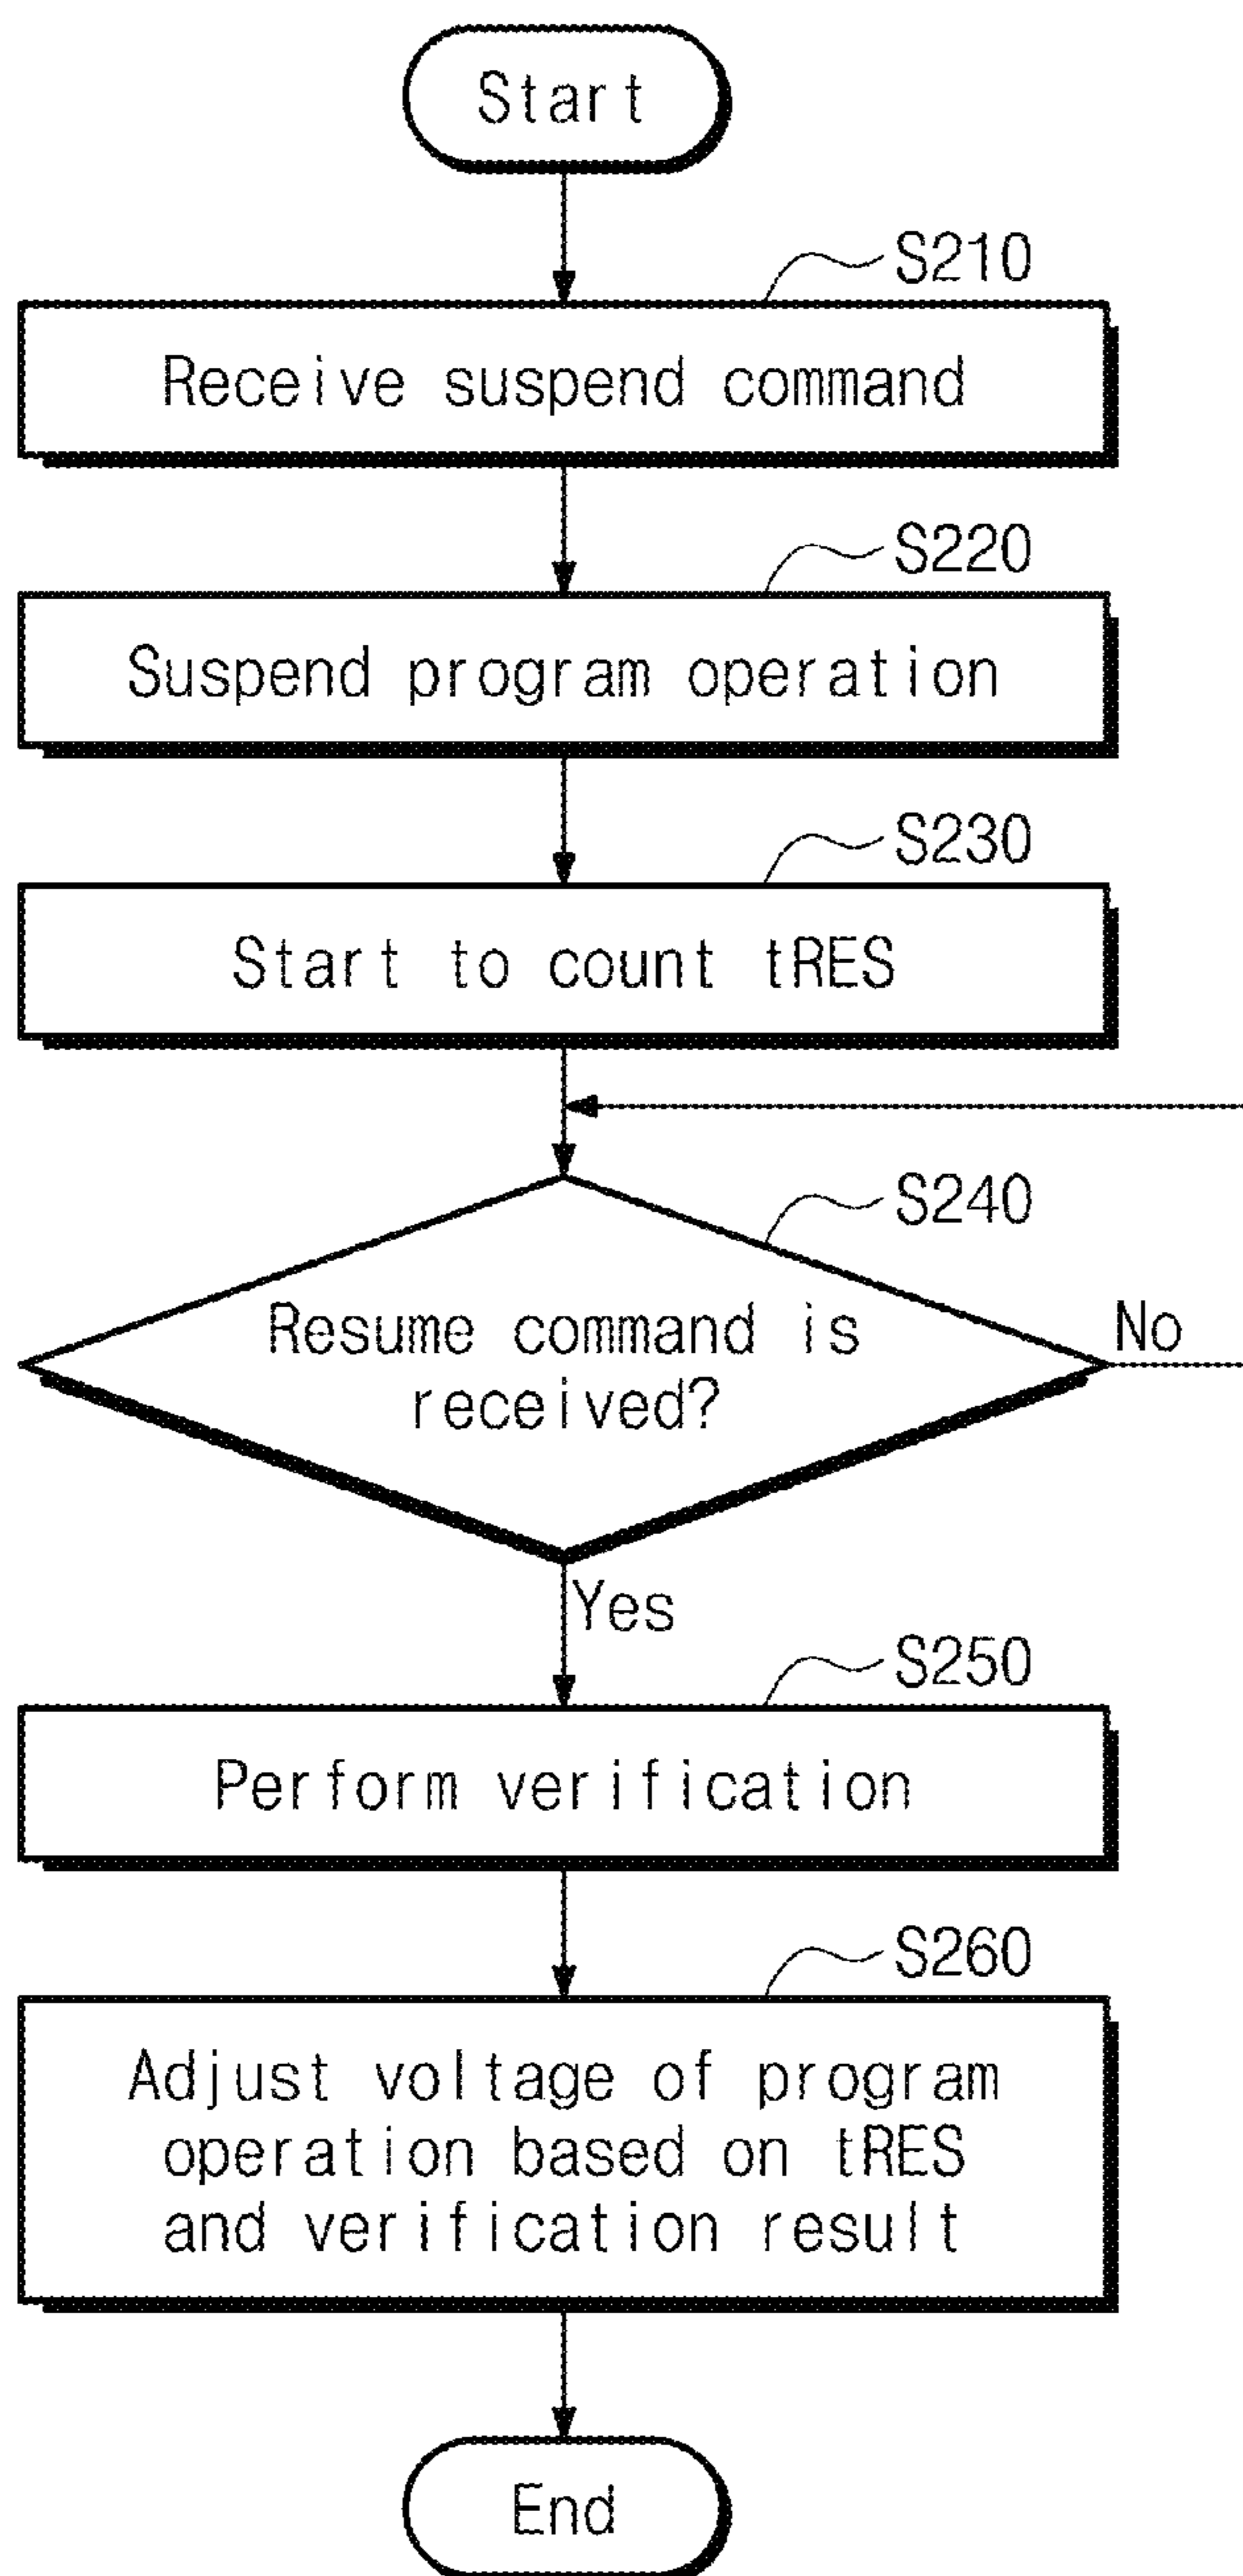 Start
S210
Receive suspend command
S220
Suspend program operation
S230
Start to count tRES
S240
Resume command is
received?
No
Yes
S250
Perform verification
S260
Adjust voltage of program
operation based on tRES
and verification result
End